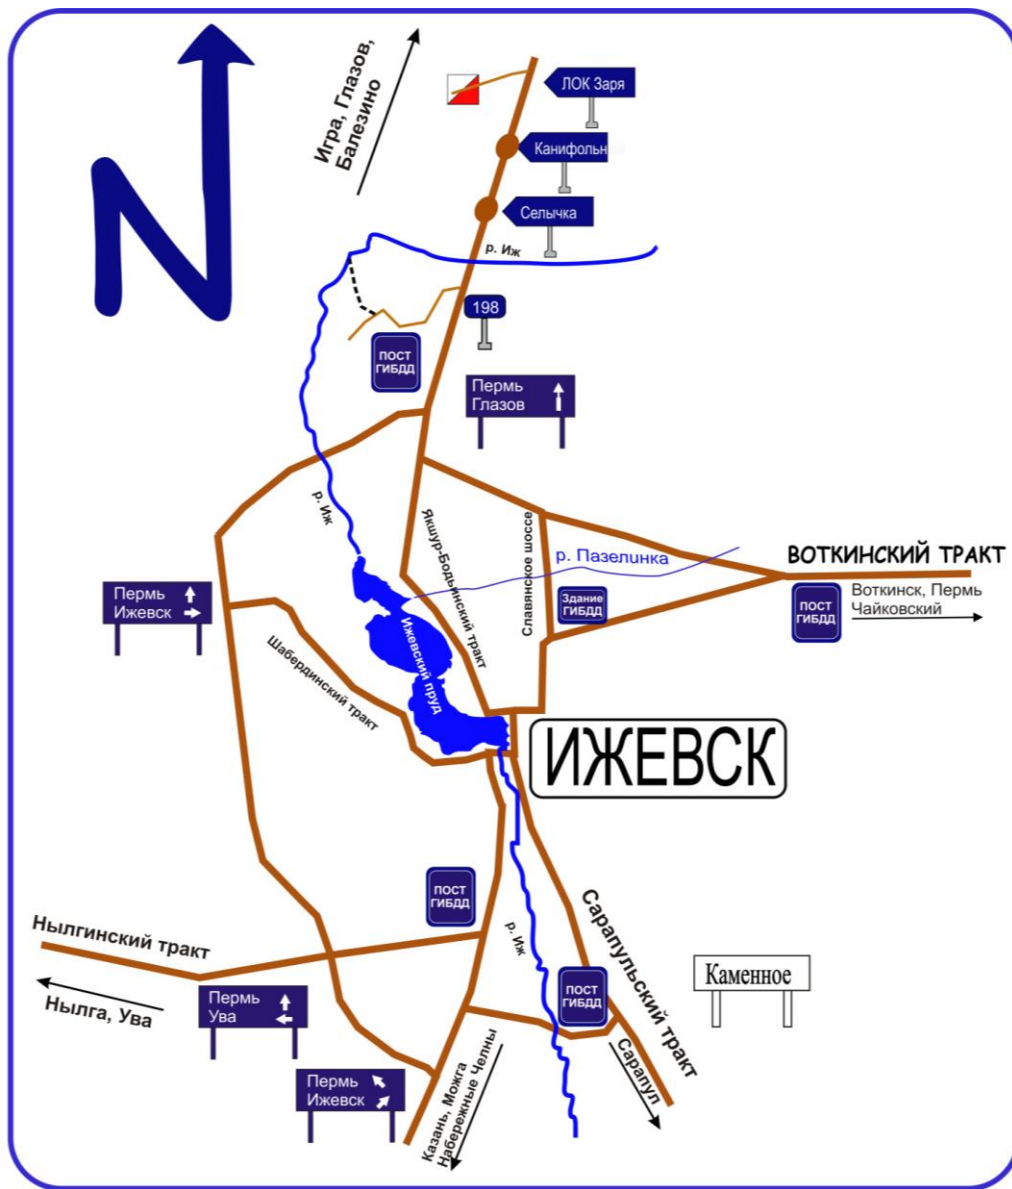 N
Игра, Глазов,
Балезино
ЛОК Заря
Канифольн
Селычка
р. Иж
198
ПОСТ
ГИБДД
Пермь
Глазов
р. Иж
Якшур-Бодьинский тракт
Славянское шоссе
р. Пазелинка
ВОТКИНСКИЙ ТРАКТ
Здание
ГИБДД
ПОСТ
ГИБДД
Воткинск, Пермь
Чайковский
Пермь
Ижевск
Шабердинский тракт
Ижевский пруд
ИЖЕВСК
ПОСТ
ГИБДД
Нылгинский тракт
Нылга, Ува
р. Иж
Сарапульский тракт
Каменное
ПОСТ
ГИБДД
Пермь
Ува
Сарапул
Пермь
Ижевск
Казань, Можга
Набережные Челны